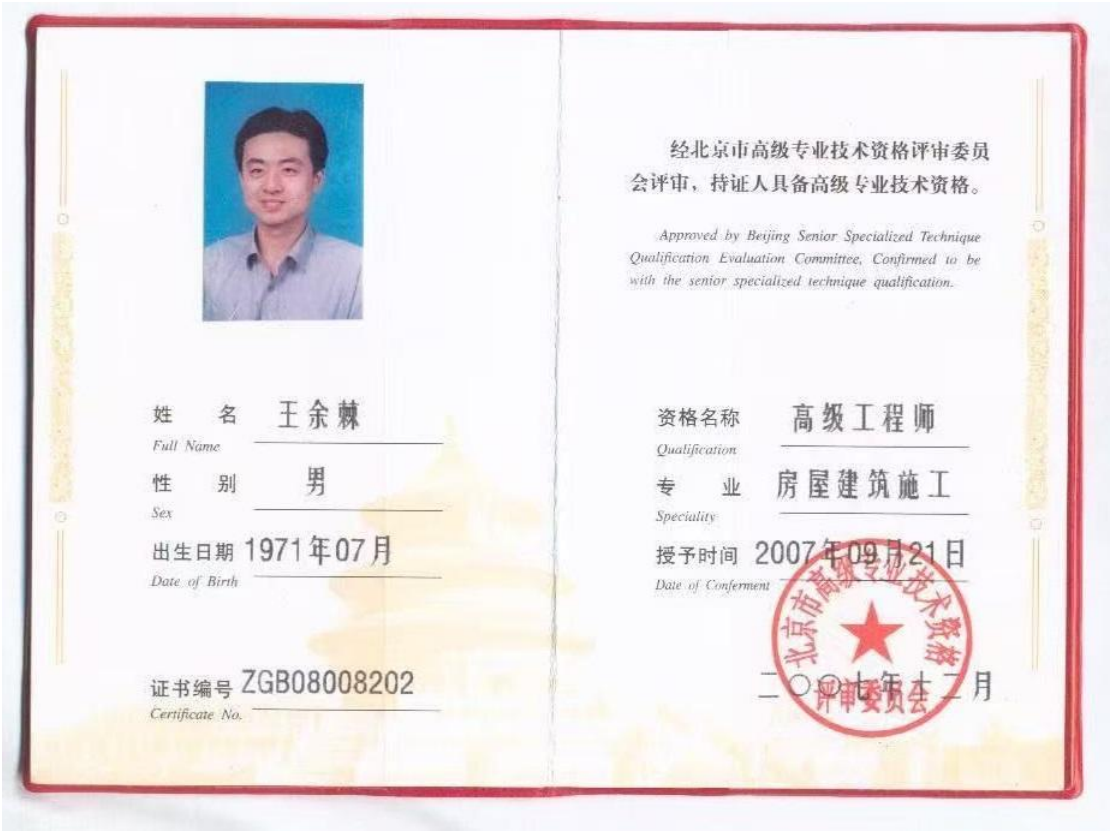 姓 名 王余棘
Full Name
性 别 男
Sex
出生日期 1971年07月
Date of Birth
证书编号 ZGB08008202
Certificate No.
经北京市高级专业技术资格评审委员
会评审，持证人具备高级专业技术资格。
Approved by Beijing Senior Specialized Technique
Qualification Evaluation Committee, Confirmed to be
with the senior specialized technique qualification.
资格名称 高级工程师
Qualification
专 业 房屋建筑施工
Speciality
授予时间 2007年09月21日
Date of Conferment
北京市高级专业技术资格
评审委员会
二〇〇七年十二月